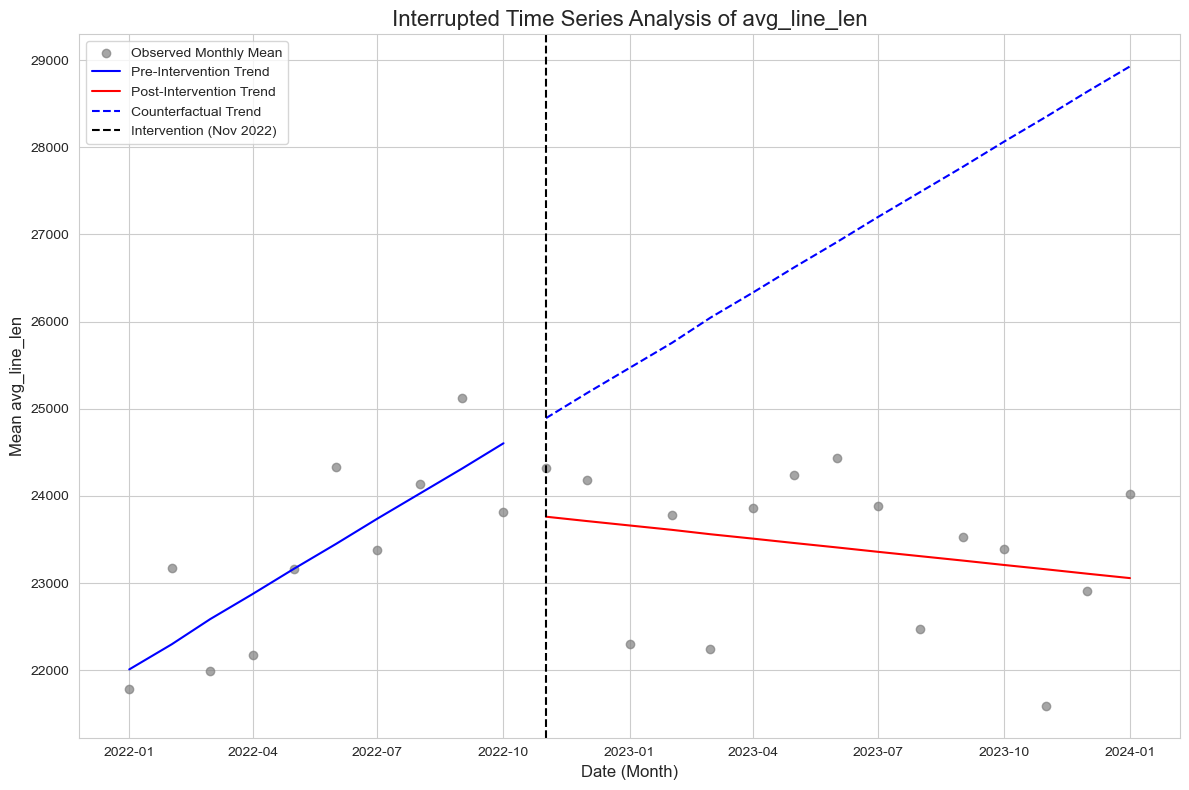 Interrupted Time Series Analysis of avg_line_len
Observed Monthly Mean
Pre-Intervention Trend
Post-Intervention Trend
Counterfactual Trend
Intervention (Nov 2022)
Mean avg_line_len
29000
28000
27000
26000
25000
24000
23000
22000
2022-01 2022-04 2022-07 2022-10 2023-01 2023-04 2023-07 2023-10 2024-01
Date (Month)